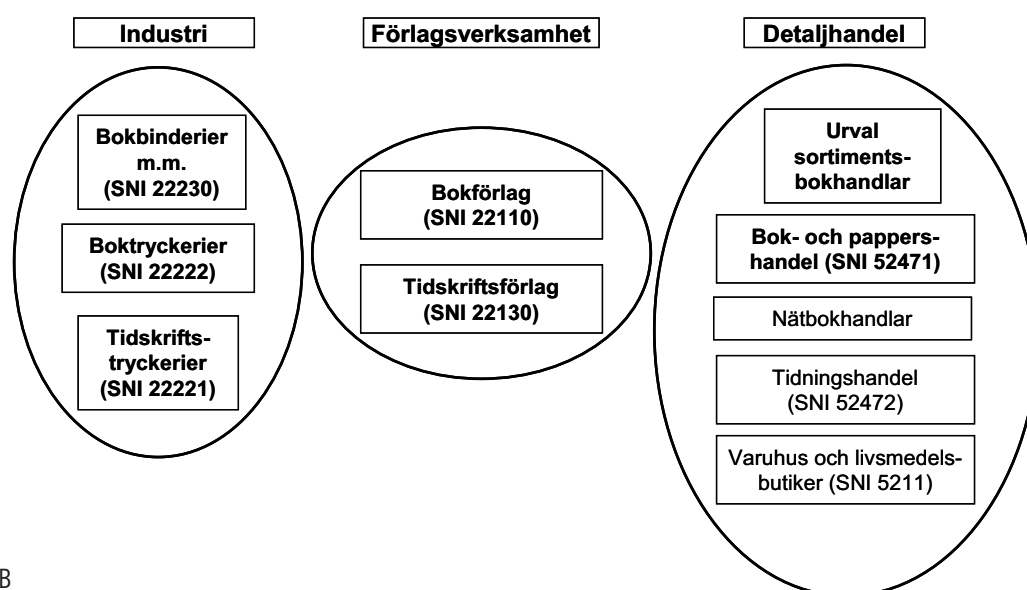 Industri
Bokbinderier
m.m.
(SNI 22230)
Boktryckerier
(SNI 22222)
Tidskrifts-
tryckerier
(SNI 22221)
Förlagsverksamhet
Bokförlag
(SNI 22110)
Tidskriftsförlag
(SNI 22130)
Detaljhandel
Urval
sortiments-
bokhandlar
Bok- och pappers-
handel (SNI 52471)
Nätbokhandlar
Tidningshandel
(SNI 52472)
Varuhus och livsmedels-
butiker (SNI 5211)
B